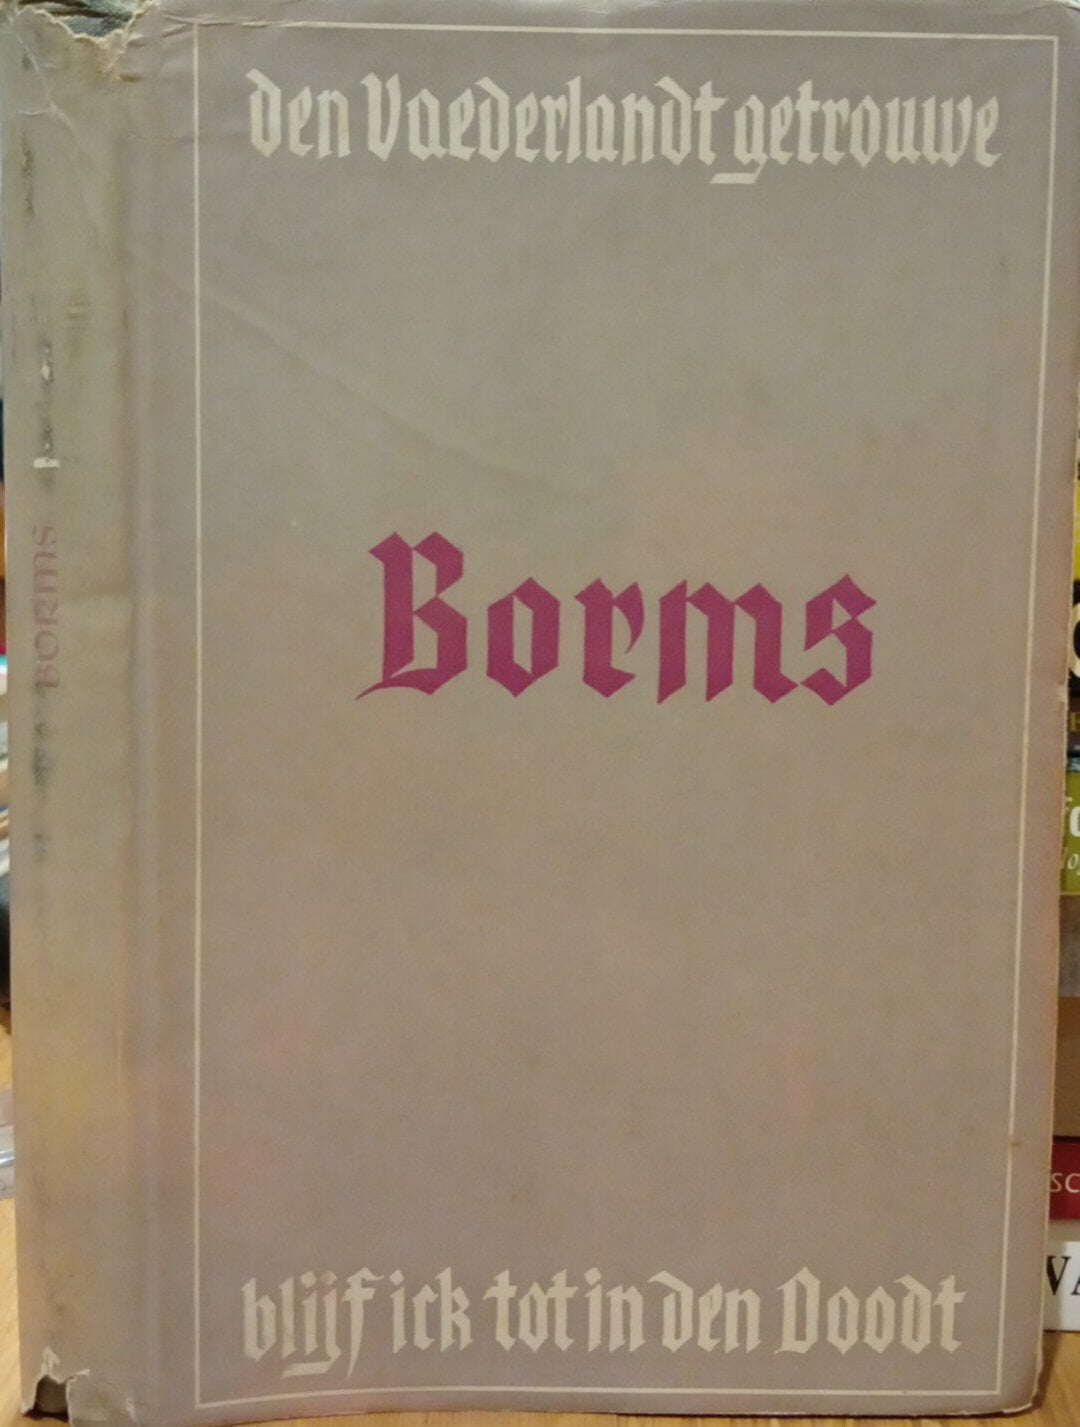 den Vaederlandt getrouwe
Borms
blijf ick tot in den Doodt
BORMS